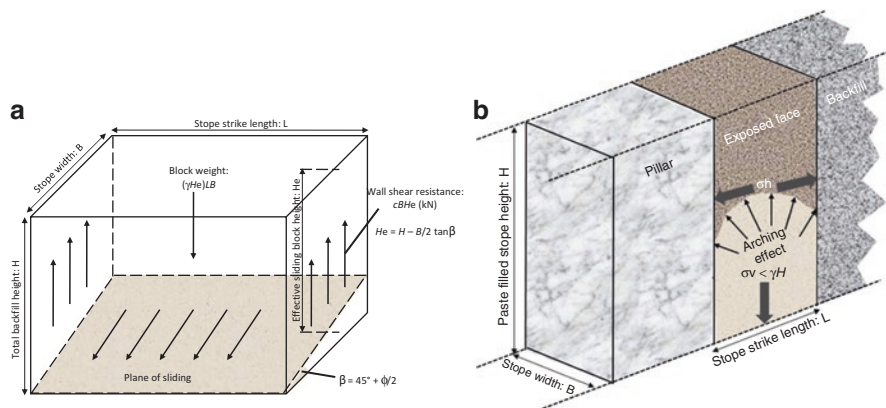 a
Stope strike length: L
Stope width: B
Block weight:
(γHe)LB
Effective sliding block height: He
Wall shear resistance:
cBHe (kN)
He = H – B/2 tanβ
Total backfill height: H
Plane of sliding
β = 45° + ϕ/2
b
Backfill
Exposed face
Pillar
σh
Arching
effect
σv < γH
Paste filled stope height: H
Stope width: B
Stope strike length: L